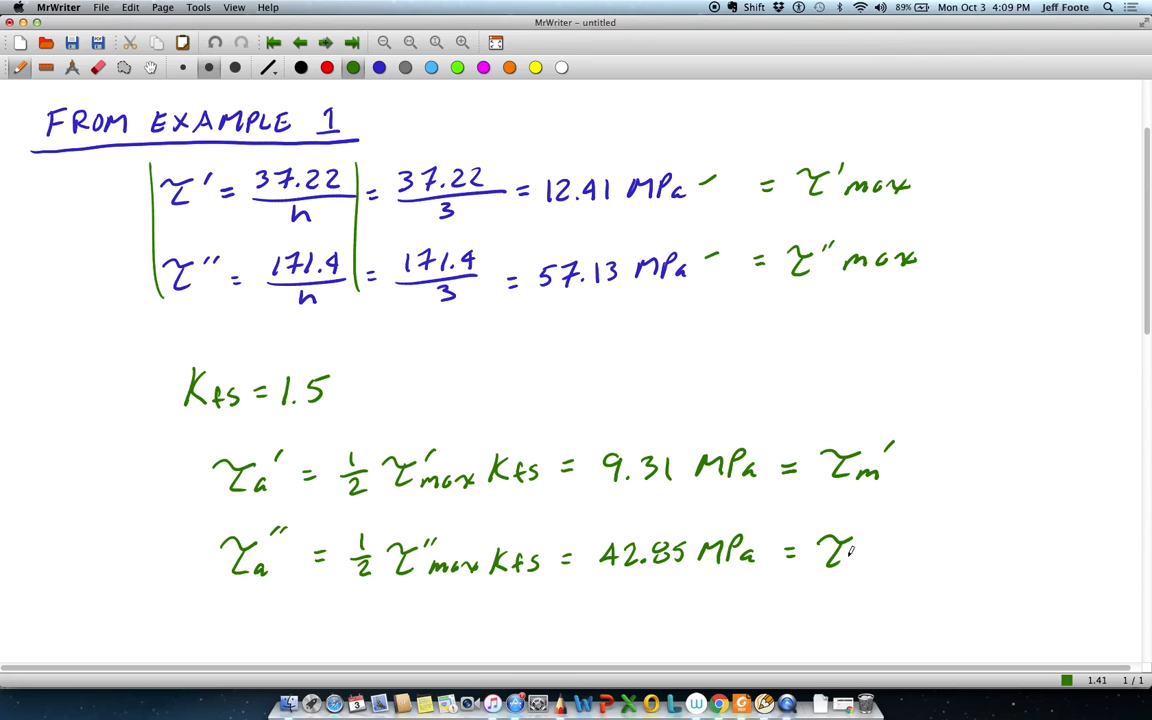 MrWriter File Edit Page Tools View Help Shift 89% Mon Oct 3 4:09 PM Jeff Foote
MrWriter – untitled
FROM EXAMPLE 1
τ' = 37.22/h = 37.22/3 = 12.41 MPa = τ'max
τ'' = 171.4/h = 171.4/3 = 57.13 MPa = τ''max
Kfs = 1.5
τa' = 1/2 τ'max Kfs = 9.31 MPa = τm'
τa'' = 1/2 τ''max Kfs = 42.85 MPa = τ
1.41 1 / 1